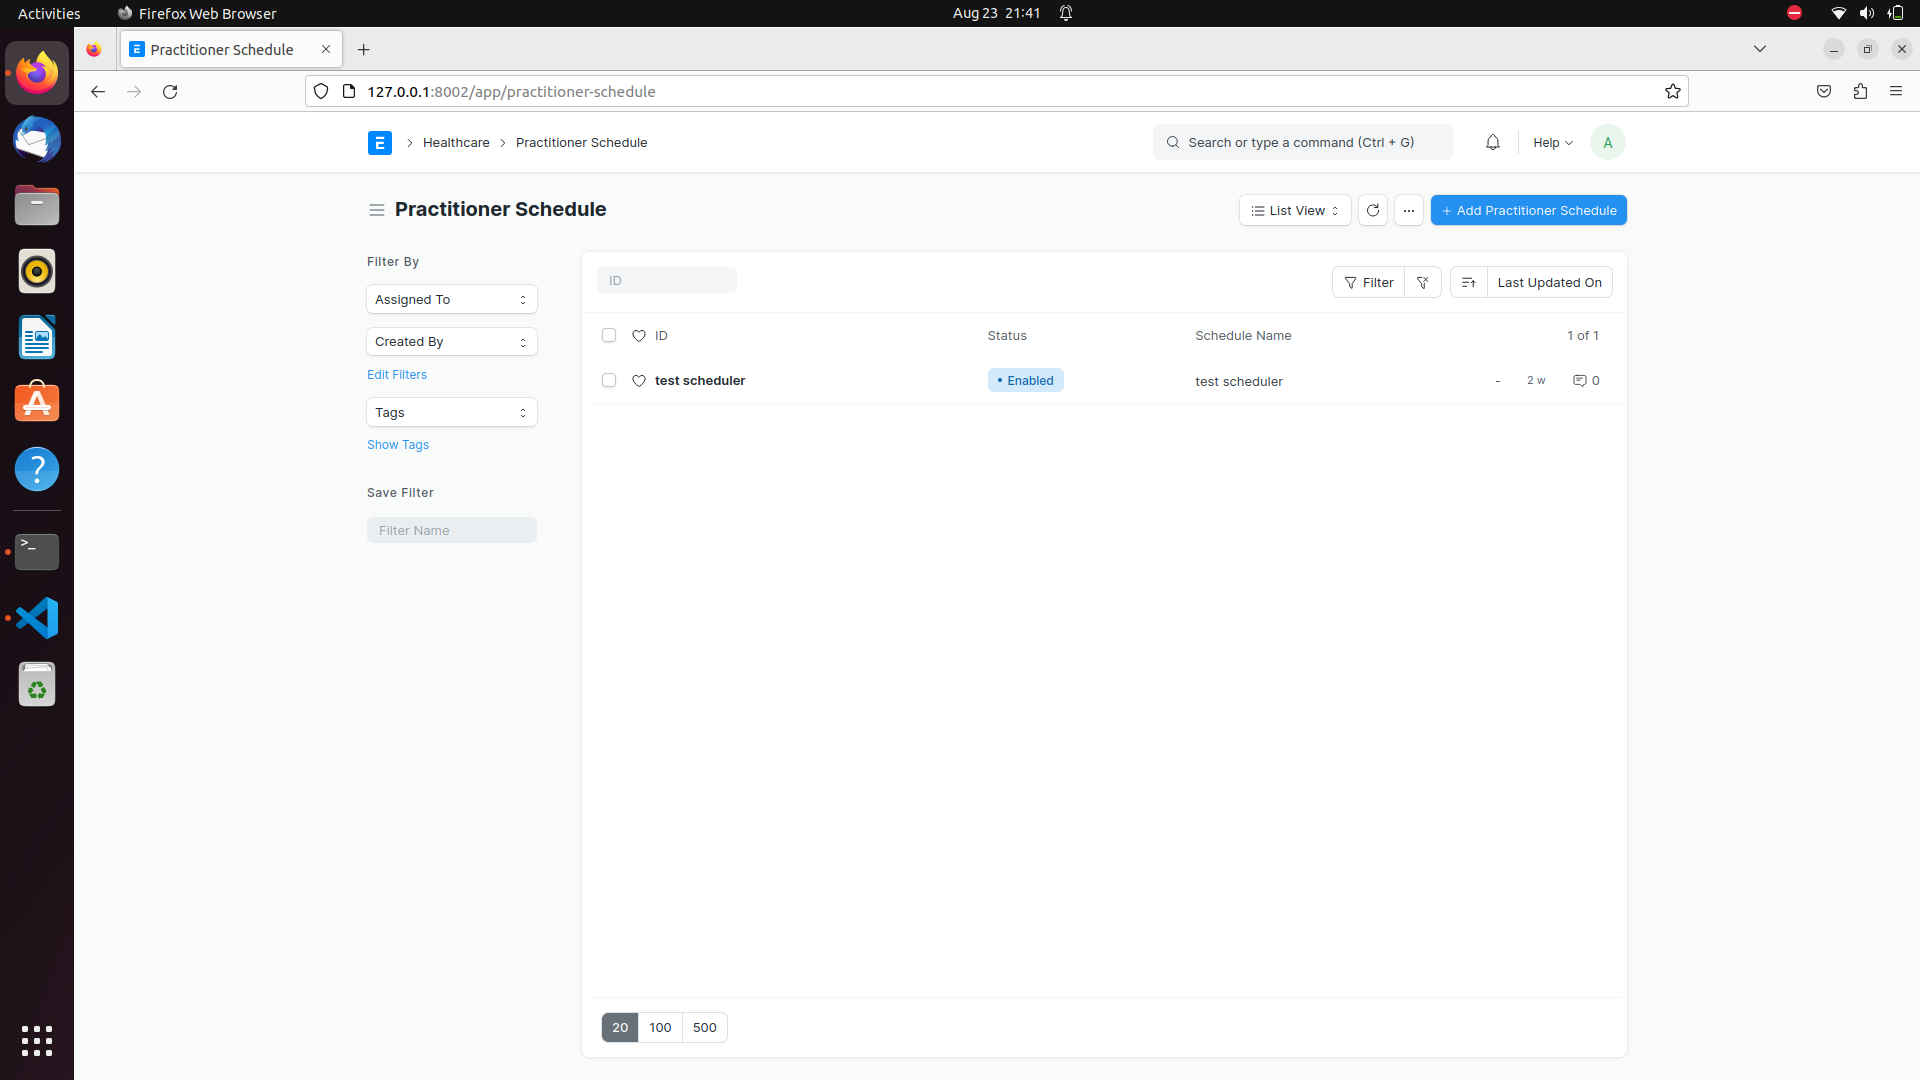 Activities
Firefox Web Browser
Aug 23 21:41
Practitioner Schedule
127.0.0.1:8002/app/practitioner-schedule
E
Healthcare
Practitioner Schedule
Search or type a command (Ctrl + G)
Help
A
Practitioner Schedule
List View
Add Practitioner Schedule
Filter By
Assigned To
Created By
Edit Filters
Tags
Show Tags
Save Filter
Filter Name
ID
Filter
Last Updated On
ID
Status
Schedule Name
1 of 1
test scheduler
Enabled
test scheduler
-
2 w
0
20
100
500